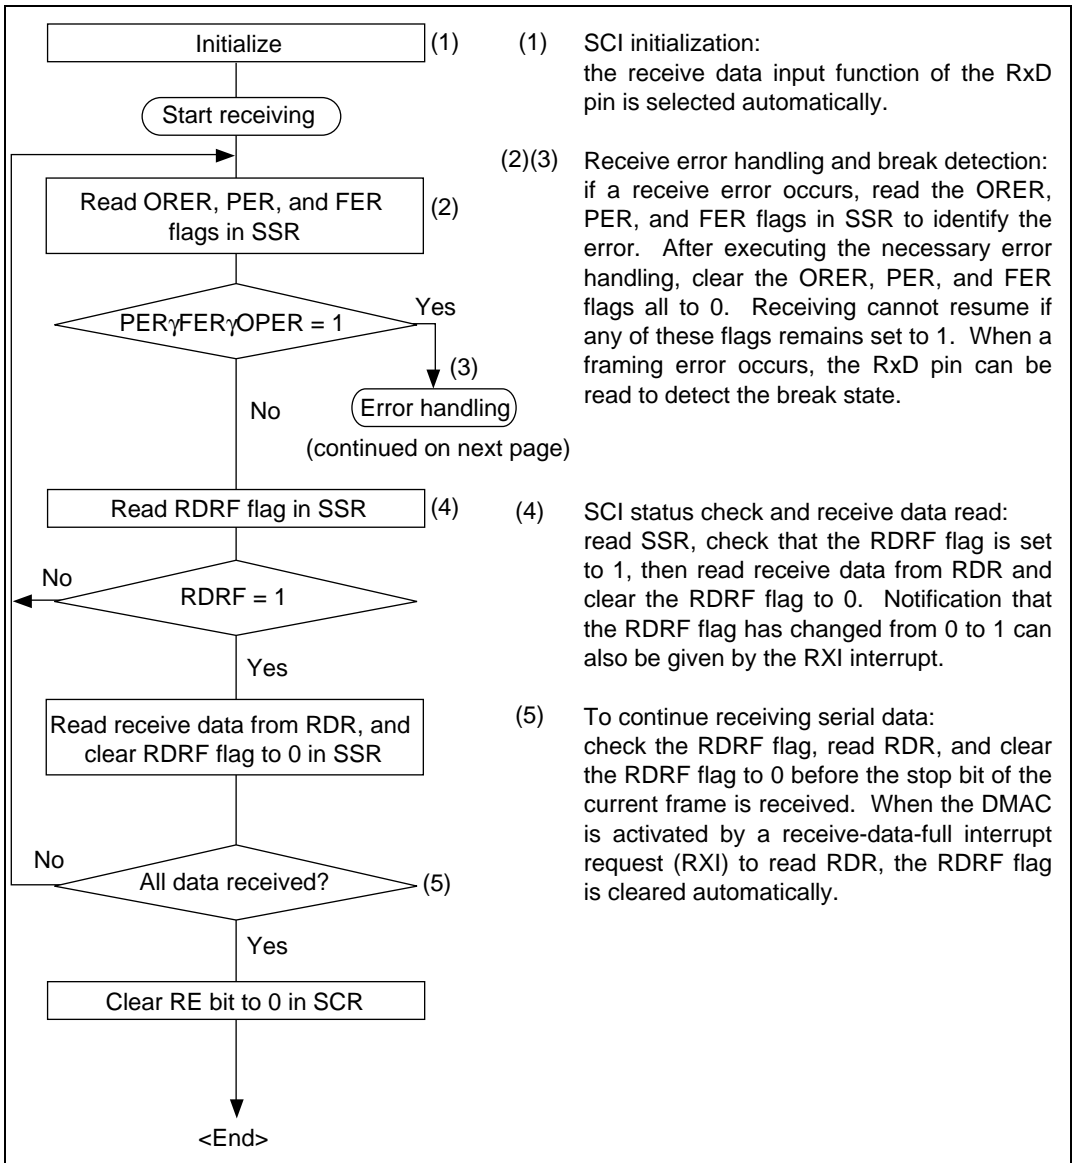 Initialize
(1)
Start receiving
Read ORER, PER, and FER
flags in SSR
(2)
PERγFERγOPER = 1
Yes
(3)
Error handling
(continued on next page)
No
Read RDRF flag in SSR
(4)
No
RDRF = 1
Yes
Read receive data from RDR, and
clear RDRF flag to 0 in SSR
No
All data received?
(5)
Yes
Clear RE bit to 0 in SCR
<End>
(1) SCI initialization:
the receive data input function of the RxD
pin is selected automatically.
(2)(3) Receive error handling and break detection:
if a receive error occurs, read the ORER,
PER, and FER flags in SSR to identify the
error. After executing the necessary error
handling, clear the ORER, PER, and FER
flags all to 0. Receiving cannot resume if
any of these flags remains set to 1. When a
framing error occurs, the RxD pin can be
read to detect the break state.
(4) SCI status check and receive data read:
read SSR, check that the RDRF flag is set
to 1, then read receive data from RDR and
clear the RDRF flag to 0. Notification that
the RDRF flag has changed from 0 to 1 can
also be given by the RXI interrupt.
(5) To continue receiving serial data:
check the RDRF flag, read RDR, and clear
the RDRF flag to 0 before the stop bit of the
current frame is received. When the DMAC
is activated by a receive-data-full interrupt
request (RXI) to read RDR, the RDRF flag
is cleared automatically.